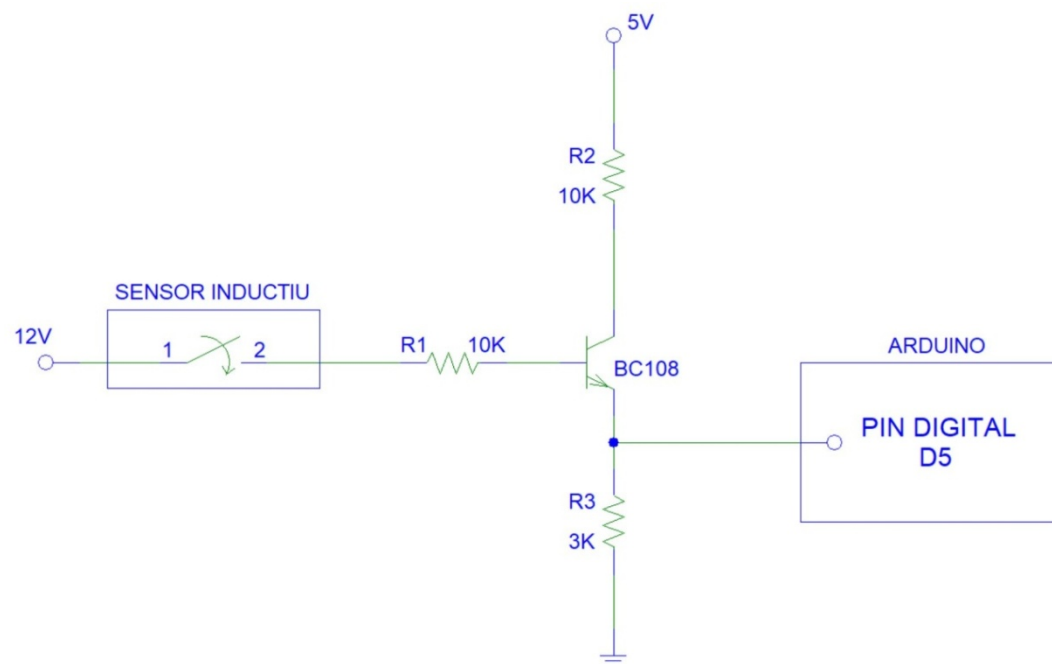 5V
R2
10K
SENSOR INDUCTIU
12V
1 2
R1 10K
BC108
ARDUINO
PIN DIGITAL
D5
R3
3K